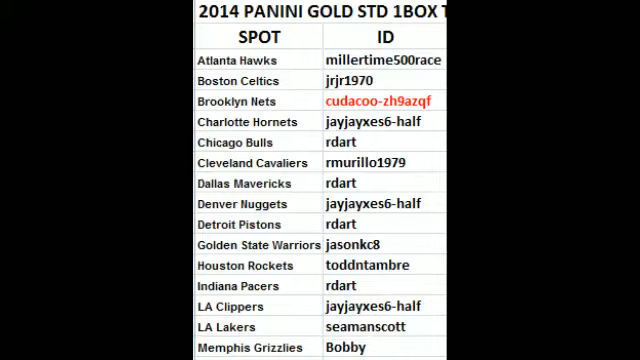 2014 PANINI GOLD STD 1BOX T
SPOT ID
Atlanta Hawks millertime500race
Boston Celtics jrjr1970
Brooklyn Nets cudacoo-zh9azqf
Charlotte Hornets jayjayxes6-half
Chicago Bulls rdart
Cleveland Cavaliers rmurillo1979
Dallas Mavericks rdart
Denver Nuggets jayjayxes6-half
Detroit Pistons rdart
Golden State Warriors jasonkc8
Houston Rockets toddntambre
Indiana Pacers rdart
LA Clippers jayjayxes6-half
LA Lakers seamanscott
Memphis Grizzlies Bobby